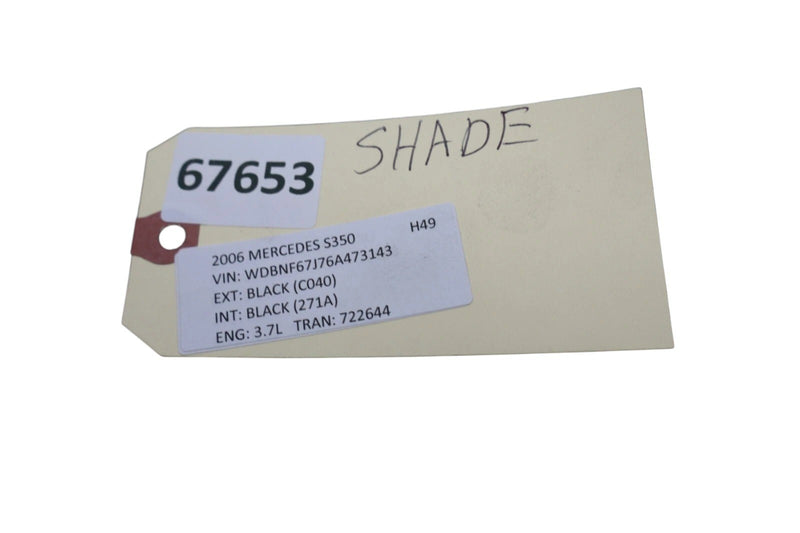 SHADE
67653
2006 MERCEDES S350 H49
VIN: WDBNF67J76A473143
EXT: BLACK (C040)
INT: BLACK (271A)
ENG: 3.7L TRAN: 722644